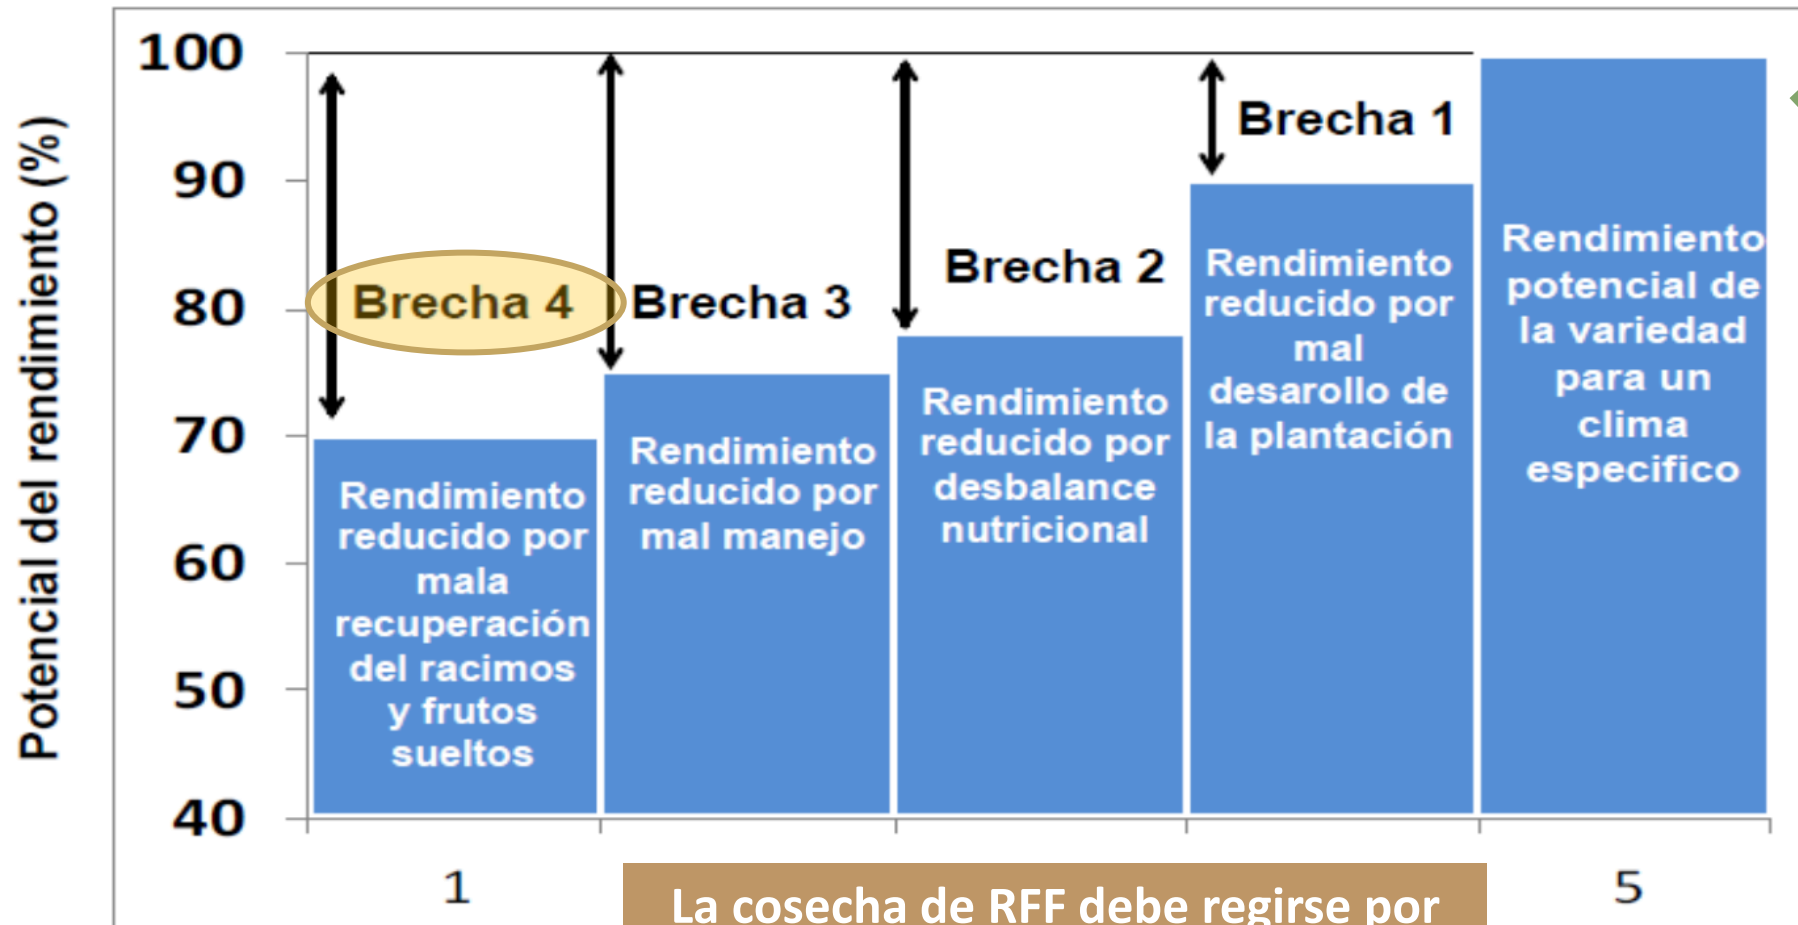 Potencial del rendimiento (%)
100
90
80
70
60
50
40
Brecha 4
Brecha 3
Brecha 2
Brecha 1
Rendimiento
reducido por
mala
recuperación
del racimos
y frutos
sueltos
Rendimiento
reducido por
mal manejo
Rendimiento
reducido por
desbalance
nutricional
Rendimiento
reducido por
mal
desarollo de
la plantación
Rendimiento
potencial de
la variedad
para un
clima
especifico
1
5
La cosecha de RFF debe regirse por